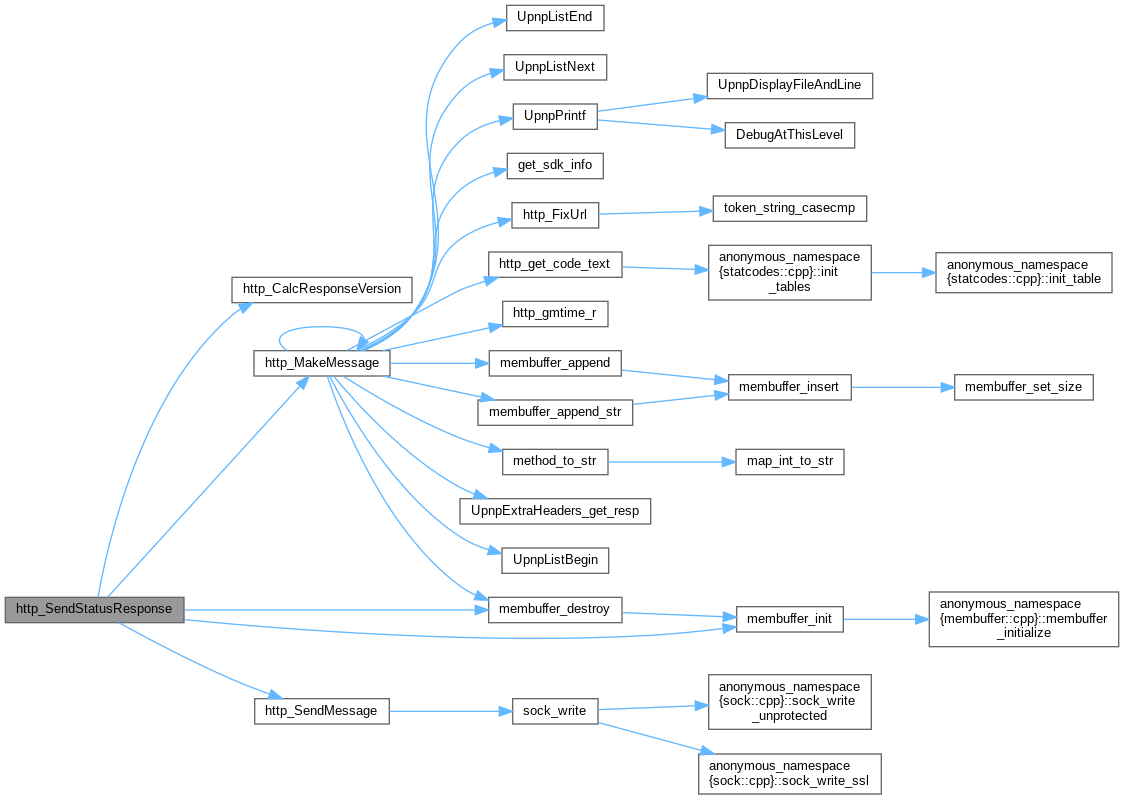 UpnpListEnd
UpnpListNext
UpnpDisplayFileAndLine
UpnpPrintf
DebugAtThisLevel
get_sdk_info
token_string_casecmp
http_FixUrl
http_get_code_text
anonymous_namespace
{statcodes::cpp}::init
_tables
anonymous_namespace
{statcodes::cpp}::init_table
http_CalcResponseVersion
http_gmtime_r
http_MakeMessage
membuffer_append
membuffer_insert
membuffer_set_size
membuffer_append_str
method_to_str
map_int_to_str
UpnpExtraHeaders_get_resp
UpnpListBegin
http_SendStatusResponse
membuffer_destroy
membuffer_init
anonymous_namespace
{membuffer::cpp}::membuffer
_initialize
http_SendMessage
sock_write
anonymous_namespace
{sock::cpp}::sock_write
_unprotected
anonymous_namespace
{sock::cpp}::sock_write_ssl